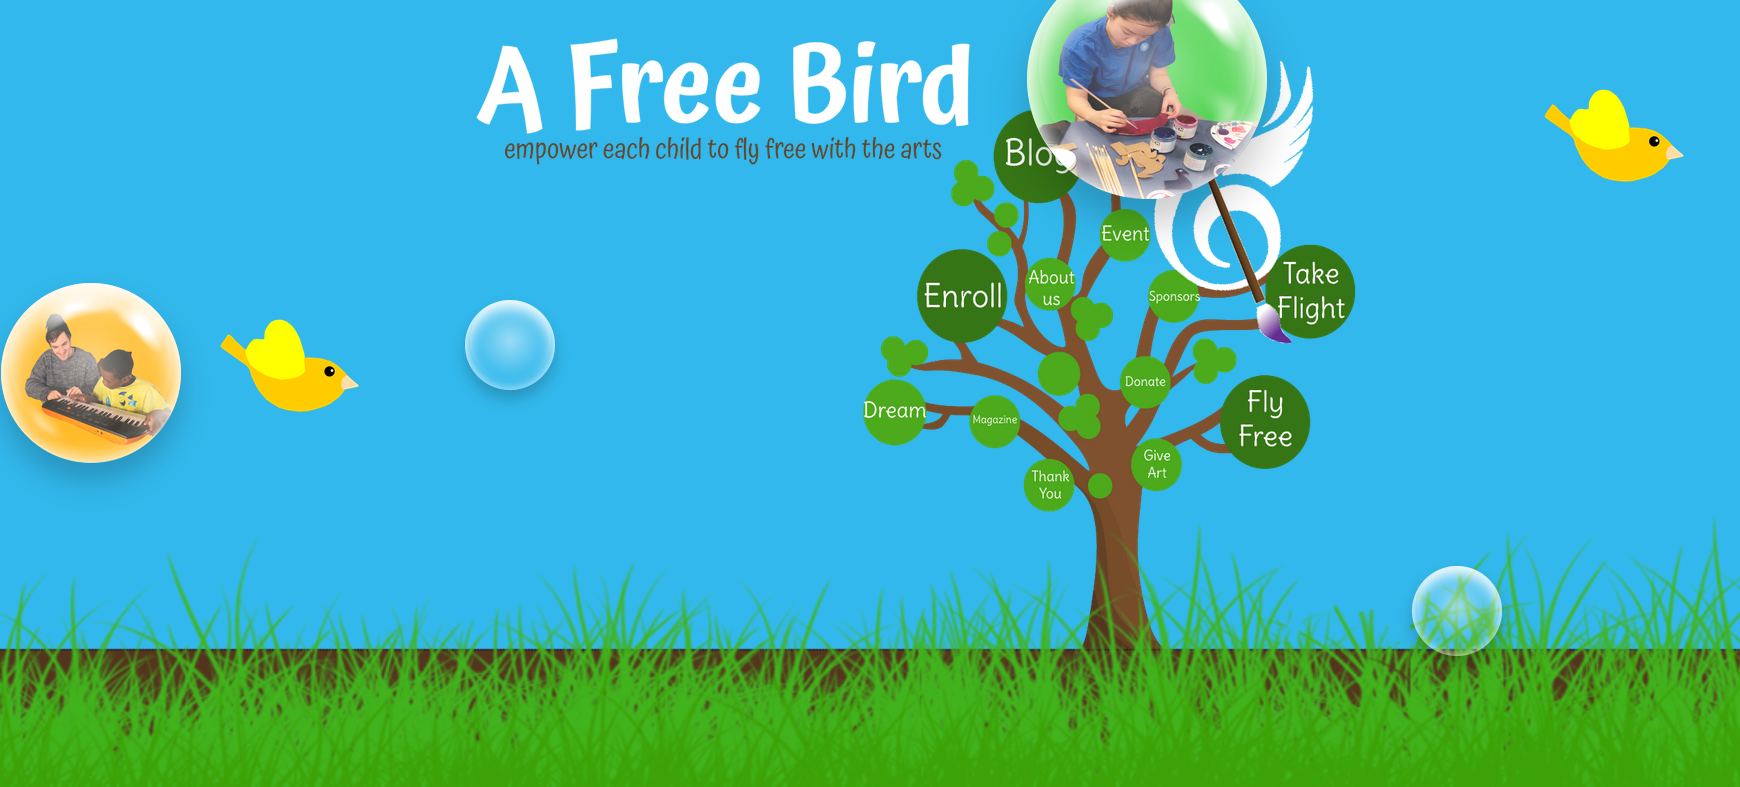 A Free Bird
empower each child to fly free with the arts
Blog
Event
About
us
Enroll
Sponsors
Take
Flight
Donate
Dream
Magazine
Fly
Free
Give
Art
Thank
You